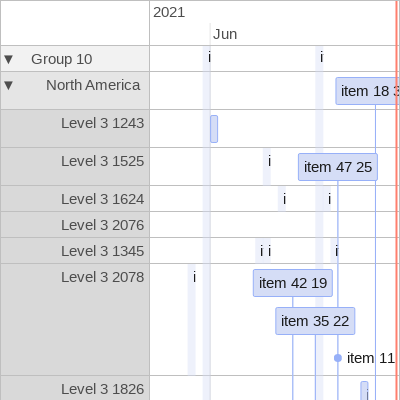 2021
Jun
▼ Group 10 i i
▼ North America item 18 3
Level 3 1243
Level 3 1525 i item 47 25
Level 3 1624 i i
Level 3 2076
Level 3 1345 i i i
Level 3 2078 i item 42 19
item 35 22
item 11
Level 3 1826 i